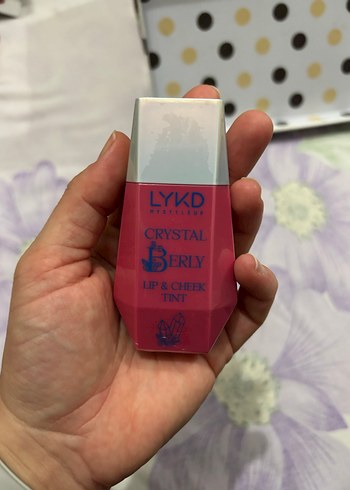 LYKD
CRYSTAL
BERLY
LIP & CHEEK
TINT